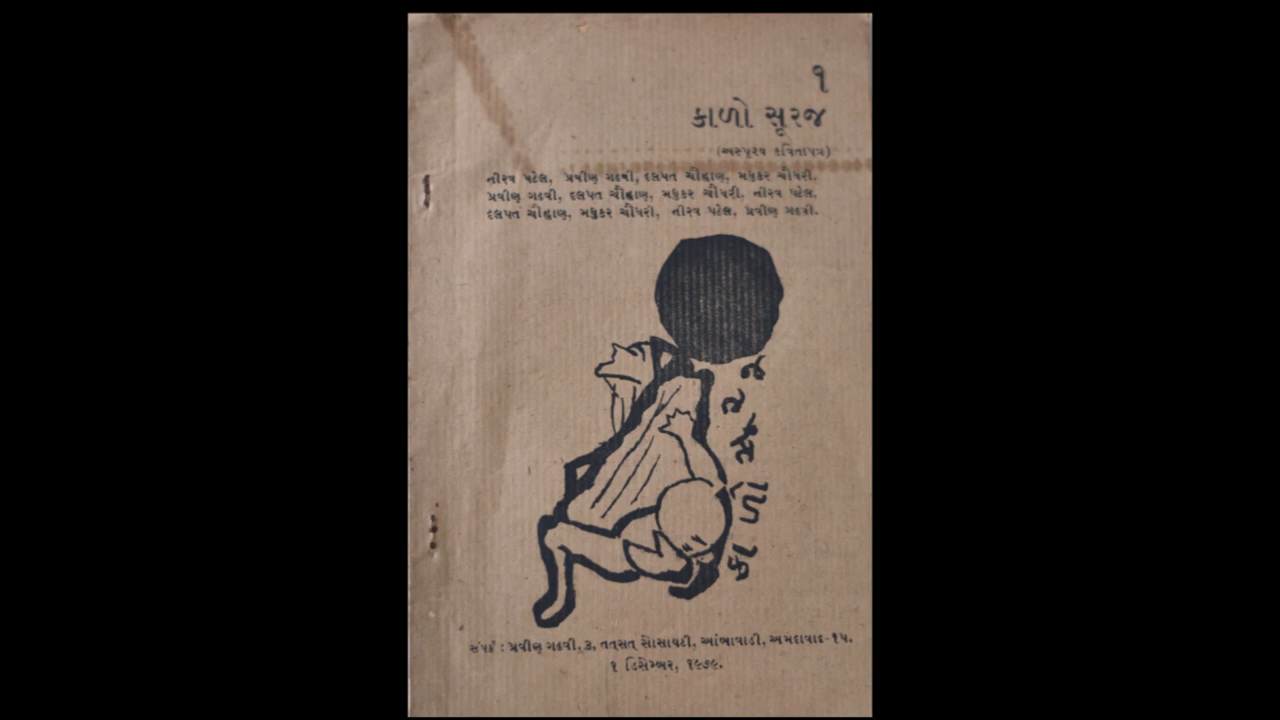 ૧
કાળો સૂરજ
(અસ્પૃશ્ય કવિતાપત્ર)
નીરવ પટેલ, પ્રવીણ ગઢવી, દલપત ચૌહાણ, મધુકર ચૌધરી.
પ્રવીણ ગઢવી, દલપત ચૌહાણ, મધુકર ચૌધરી, નીરવ પટેલ.
દલપત ચૌહાણ, મધુકર ચૌધરી, નીરવ પટેલ, પ્રવીણ ગઢવી.
કાળો સૂરજ
સંપર્ક : પ્રવીણ ગઢવી, ૩, તત્સત્ સોસાયટી, આંબાવાડી, અમદાવાદ-૧૫.
૧ ડિસેમ્બર, ૧૯૭૯.